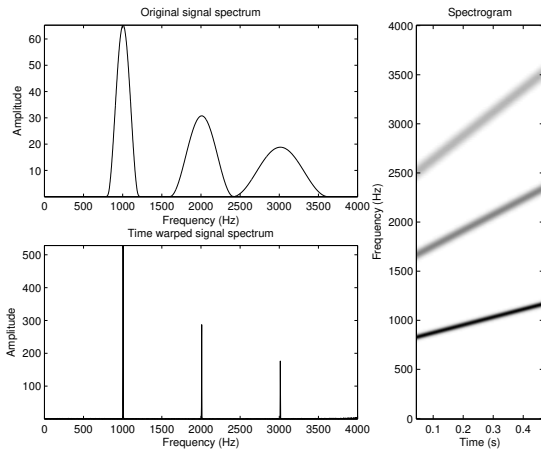 Original signal spectrum
60
50
40
30
20
10
Amplitude
0 500 1000 1500 2000 2500 3000 3500 4000
Frequency (Hz)
Time warped signal spectrum
500
400
300
200
100
Amplitude
0 500 1000 1500 2000 2500 3000 3500 4000
Frequency (Hz)
Spectrogram
4000
3500
3000
2500
2000
1500
1000
500
0
Frequency (Hz)
0.1 0.2 0.3 0.4
Time (s)